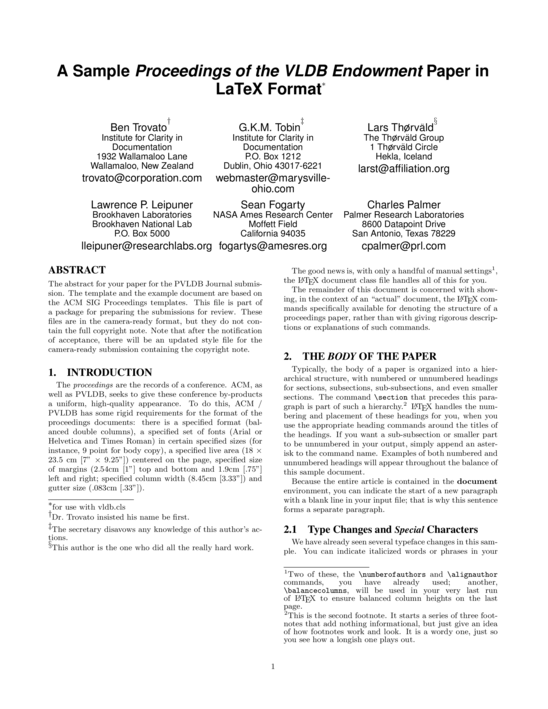 A Sample Proceedings of the VLDB Endowment Paper in
LaTeX Format*
Ben Trovato†
Institute for Clarity in
Documentation
1932 Wallamaloo Lane
Wallamaloo, New Zealand
trovato@corporation.com
G.K.M. Tobin‡
Institute for Clarity in
Documentation
P.O. Box 1212
Dublin, Ohio 43017-6221
webmaster@marysville-
ohio.com
Lars Thørväld§
The Thørväld Group
1 Thørväld Circle
Hekla, Iceland
larst@affiliation.org
Lawrence P. Leipuner
Brookhaven Laboratories
Brookhaven National Lab
P.O. Box 5000
lleipuner@researchlabs.org
Sean Fogarty
NASA Ames Research Center
Moffett Field
California 94035
fogartys@amesres.org
Charles Palmer
Palmer Research Laboratories
8600 Datapoint Drive
San Antonio, Texas 78229
cpalmer@prl.com
ABSTRACT
The abstract for your paper for the PVLDB Journal submis-
sion. The template and the example document are based on
the ACM SIG Proceedings templates. This file is part of
a package for preparing the submissions for review. These
files are in the camera-ready format, but they do not con-
tain the full copyright note. Note that after the notification
of acceptance, there will be an updated style file for the
camera-ready submission containing the copyright note.
1. INTRODUCTION
The proceedings are the records of a conference. ACM, as
well as PVLDB, seeks to give these conference by-products
a uniform, high-quality appearance. To do this, ACM /
PVLDB has some rigid requirements for the format of the
proceedings documents: there is a specified format (bal-
anced double columns), a specified set of fonts (Arial or
Helvetica and Times Roman) in certain specified sizes (for
instance, 9 point for body copy), a specified live area (18 ×
23.5 cm [7" × 9.25"]) centered on the page, specified size
of margins (2.54cm [1"] top and bottom and 1.9cm [.75"]
left and right; specified column width (8.45cm [3.33"]) and
gutter size (.083cm [.33"]).
*for use with vldb.cls
†Dr. Trovato insisted his name be first.
‡The secretary disavows any knowledge of this author's ac-
tions.
§This author is the one who did all the really hard work.
The good news is, with only a handful of manual settings1,
the LATEX document class file handles all of this for you.
The remainder of this document is concerned with show-
ing, in the context of an “actual” document, the LATEX com-
mands specifically available for denoting the structure of a
proceedings paper, rather than with giving rigorous descrip-
tions or explanations of such commands.
2. THE BODY OF THE PAPER
Typically, the body of a paper is organized into a hier-
archical structure, with numbered or unnumbered headings
for sections, subsections, sub-subsections, and even smaller
sections. The command \section that precedes this para-
graph is part of such a hierarchy.2 LATEX handles the num-
bering and placement of these headings for you, when you
use the appropriate heading commands around the titles of
the headings. If you want a sub-subsection or smaller part
to be unnumbered in your output, simply append an aster-
isk to the command name. Examples of both numbered and
unnumbered headings will appear throughout the balance of
this sample document.
Because the entire article is contained in the document
environment, you can indicate the start of a new paragraph
with a blank line in your input file; that is why this sentence
forms a separate paragraph.
2.1 Type Changes and Special Characters
We have already seen several typeface changes in this sam-
ple. You can indicate italicized words or phrases in your
1Two of these, the \numberofauthors and \alignauthor
commands, you have already used; another,
\balancecolumns, will be used in your very last run
of LATEX to ensure balanced column heights on the last
page.
2This is the second footnote. It starts a series of three foot-
notes that add nothing informational, but just give an idea
of how footnotes work and look. It is a wordy one, just so
you see how a longish one plays out.
1